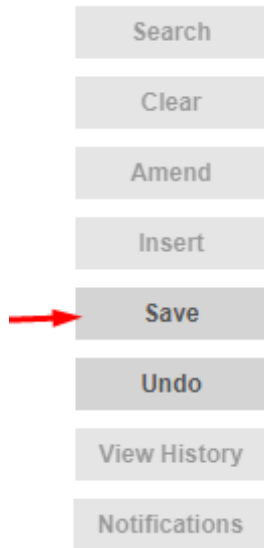 Search
Clear
Amend
Insert
Save
Undo
View History
Notifications